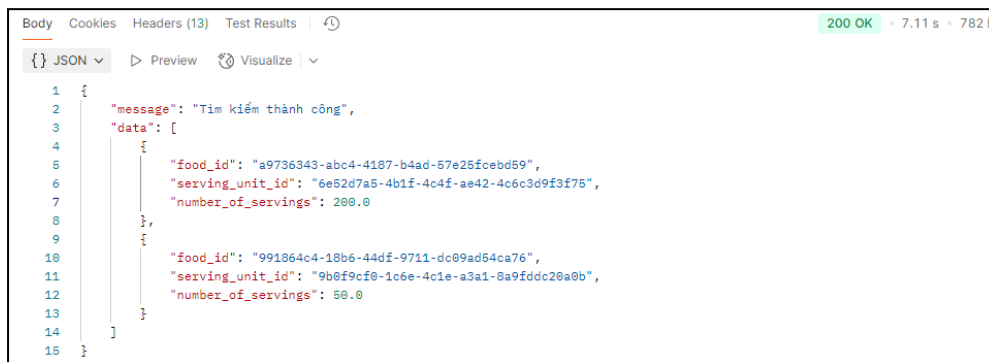 Body Cookies Headers (13) Test Results 200 OK 7.11 s 782
{} JSON Preview Visualize
1 {
2 "message": "Tìm kiếm thành công",
3 "data": [
4 {
5 "food_id": "a9736343-abc4-4187-b4ad-57e25fcebd59",
6 "serving_unit_id": "6e52d7a5-4b1f-4c4f-ae42-4c6c3d9f3f75",
7 "number_of_servings": 200.0
8 },
9 {
10 "food_id": "991864c4-18b6-44df-9711-dc09ad54ca76",
11 "serving_unit_id": "9b0f9cf0-1c6e-4c1e-a3a1-8a9fddc20a0b",
12 "number_of_servings": 50.0
13 }
14 ]
15 }